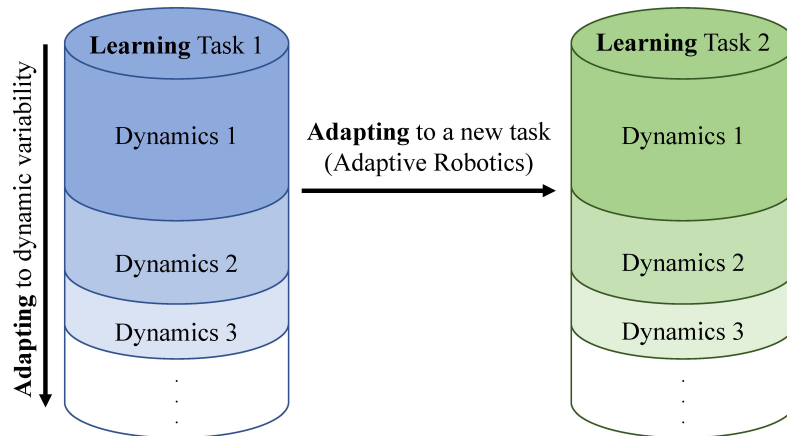 Adapting to dynamic variability
Learning Task 1
Dynamics 1
Dynamics 2
Dynamics 3
.
.
.
Adapting to a new task
(Adaptive Robotics)
Learning Task 2
Dynamics 1
Dynamics 2
Dynamics 3
.
.
.